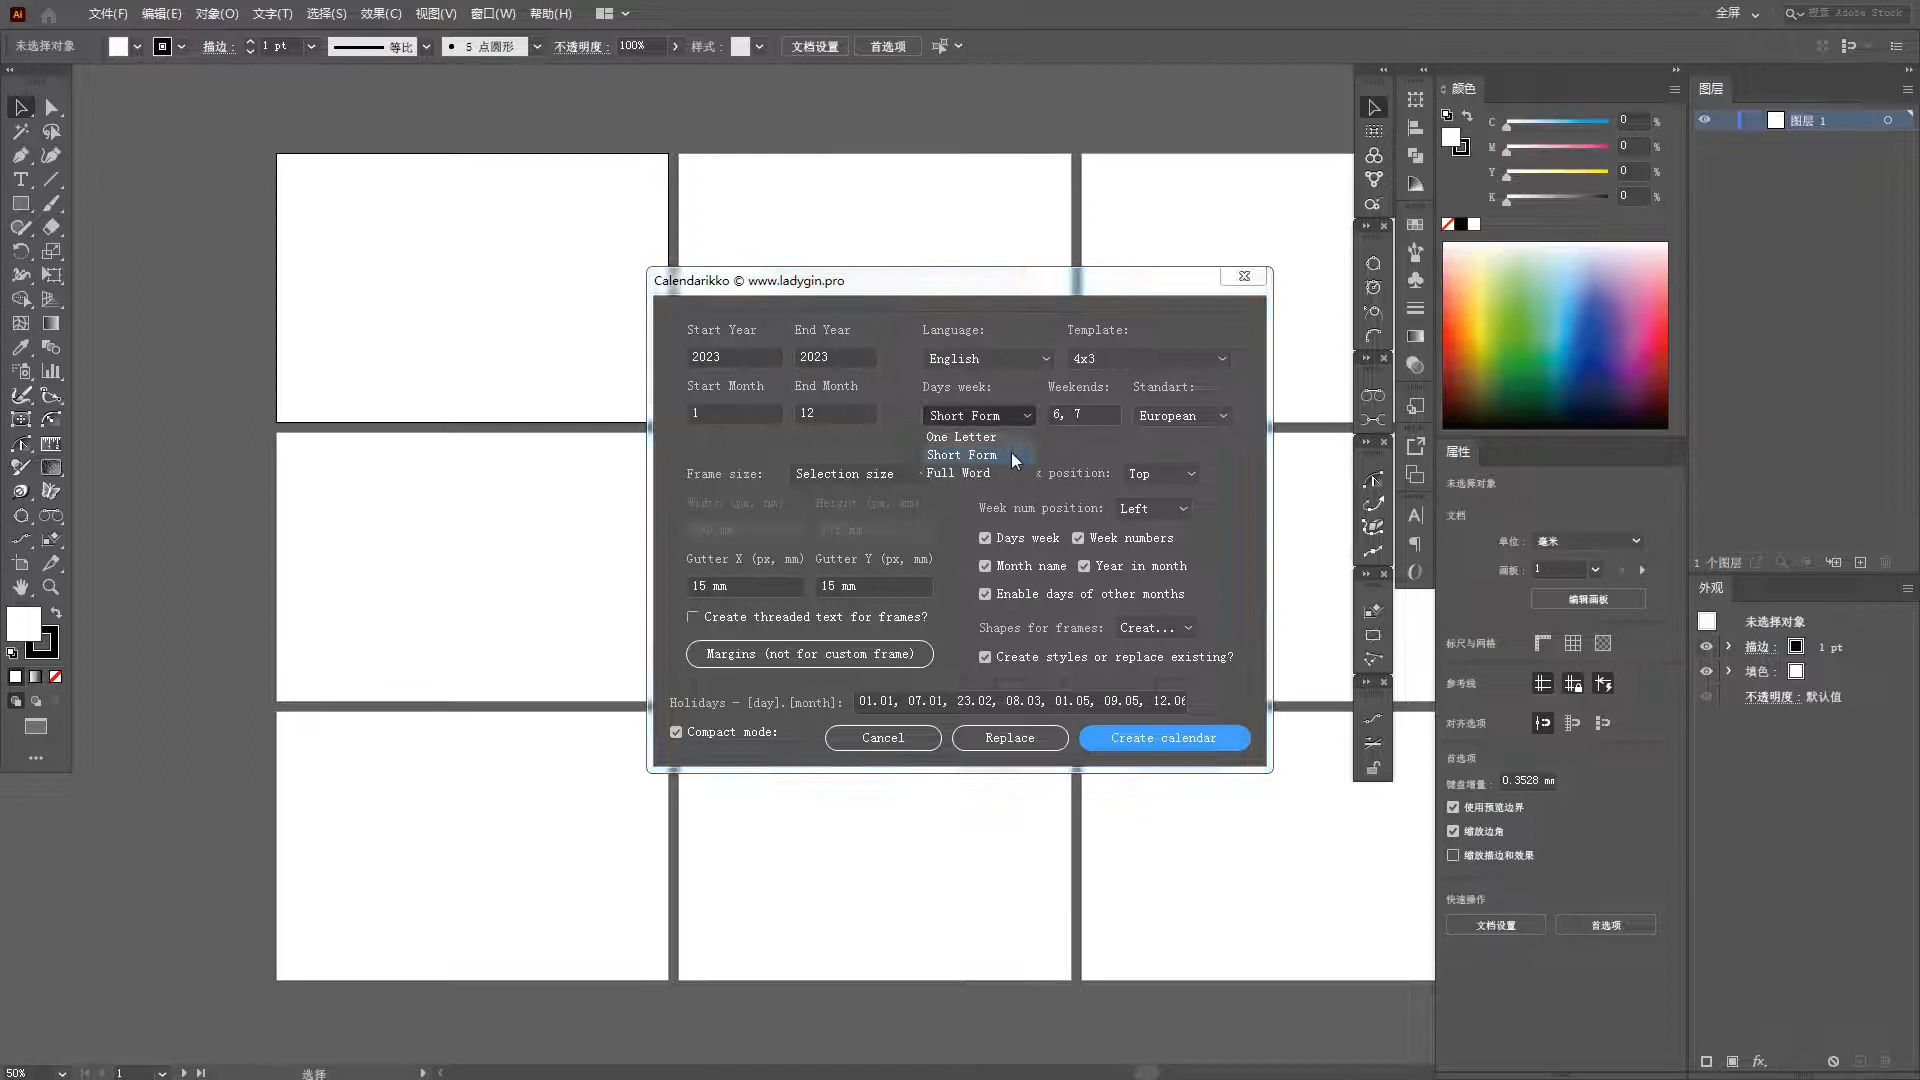 Ai 文件(F) 编辑(E) 对象(O) 文字(T) 选择(S) 效果(C) 视图(V) 窗口(W) 帮助(H) 全屏 Adobe Stock
未选择对象 描边: 1 pt 等比 5 点圆形 不透明度: 100% 样式: 文档设置 首选项
颜色
C 0 %
M 0 %
Y 0 %
K 0 %
图层
图层 1
Calendarikko © www.ladygin.pro
Start Year End Year Language: Template:
2023 2023 English 4x3
Start Month End Month Days week: Weekends: Standart:
1 12 Short Form 6, 7 European
One Letter
Short Form
Full Word
Frame size: Selection size position: Top
Width (px, mm) Height (px, mm) Week num position: Left
Days week Week numbers
Gutter X (px, mm) Gutter Y (px, mm) Month name Year in month
15 mm 15 mm Enable days of other months
Create threaded text for frames? Shapes for frames: Creat...
Margins (not for custom frame) Create styles or replace existing?
Holidays - [day].[month]: 01.01, 07.01, 23.02, 08.03, 01.05, 09.05, 12.06
Compact mode: Cancel Replace Create calendar
属性
未选择对象
文档
单位: 毫米
画板: 1
编辑画板
标尺与网格
参考线
对齐选项
首选项
键盘增量: 0.3528 mm
使用预览边界
缩放边角
缩放描边和效果
快速操作
文档设置 首选项
1 个图层
外观
未选择对象
描边: 1 pt
填色:
不透明度: 默认值
fx.
50% 1 选择